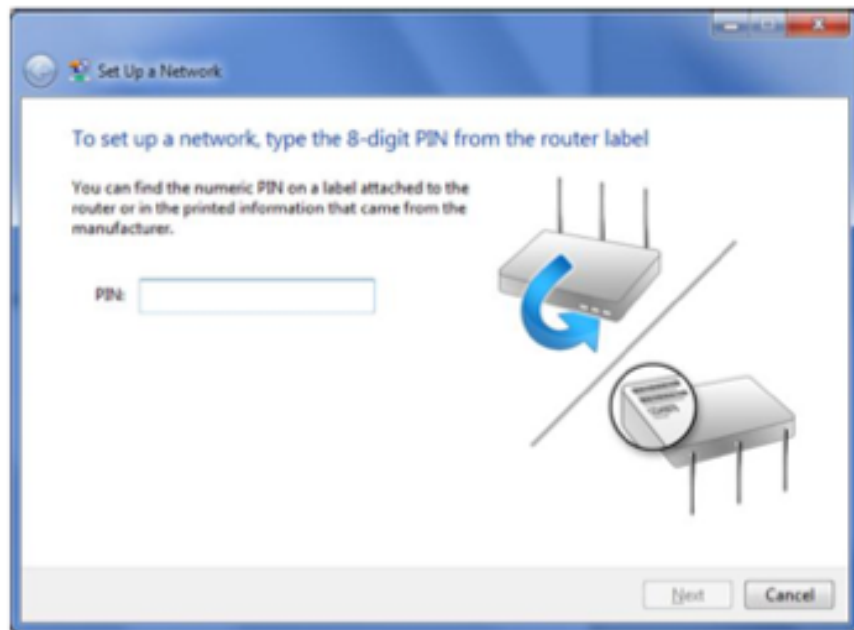 Set Up a Network
To set up a network, type the 8-digit PIN from the router label
You can find the numeric PIN on a label attached to the
router or in the printed information that came from the
manufacturer.
PIN:
Next
Cancel